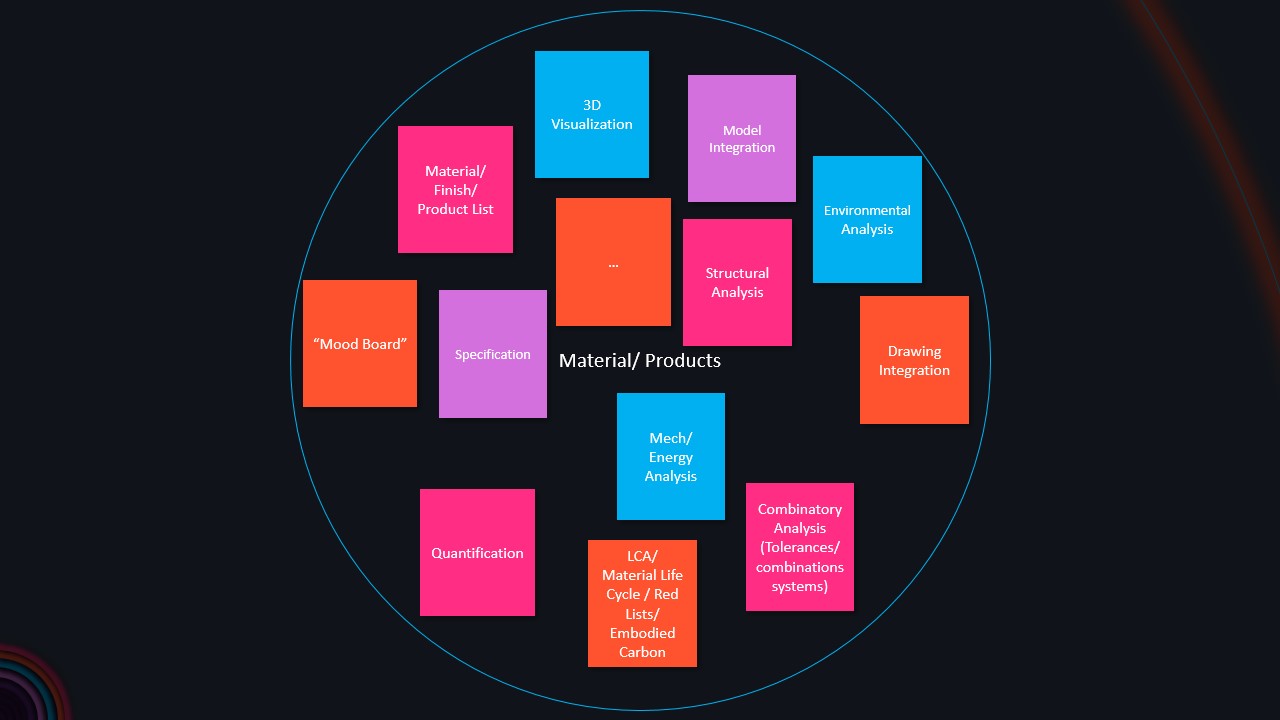 3D
Visualization
Model
Integration
Material/
Finish/
Product List
Environmental
Analysis
...
Structural
Analysis
“Mood Board”
Specification
Material/ Products
Drawing
Integration
Mech/
Energy
Analysis
Quantification
Combinatory
Analysis
(Tolerances/
combinations
systems)
LCA/
Material Life
Cycle / Red
Lists/
Embodied
Carbon